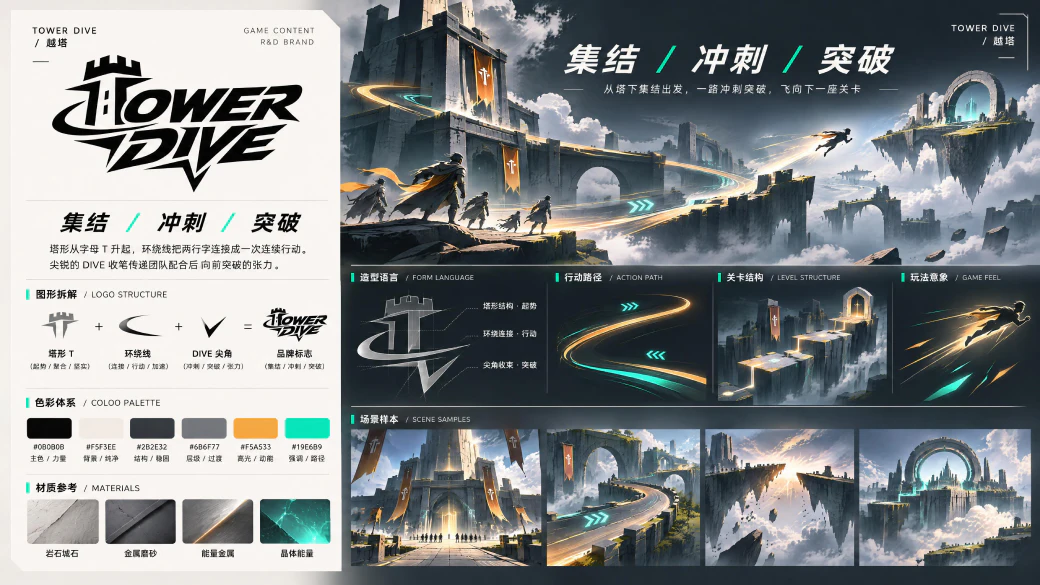 TOWER DIVE
/ 越塔
GAME CONTENT
R&D BRAND
TOWER
DIVE
集结 / 冲刺 / 突破
塔形从字母 T 升起，环绕线把两行字连接成一次连续行动。
尖锐的 DIVE 收笔传递团队配合后 向前突破的张力。
图形拆解 / LOGO STRUCTURE
+ + =
TOWER
DIVE
塔形 T 环绕线 DIVE 尖角 品牌标志
(起势 / 聚合 / 坚实) (连接 / 行动 / 加速) (冲刺 / 突破 / 张力) (集结 / 冲刺 / 突破)
色彩体系 / COLOO PALETTE
#0B0B0B #F5F3EE #2B2E32 #6B6F77 #F5A533 #19E6B9
主色 / 力量 背景 / 纯净 结构 / 稳固 层级 / 过渡 高光 / 动能 强调 / 路径
材质参考 / MATERIALS
岩石城石 金属磨砂 能量金属 晶体能量
集结 / 冲刺 / 突破
从塔下集结出发，一路冲刺突破，飞向下一座关卡
TOWER DIVE
/ 越塔
造型语言 / FORM LANGUAGE
塔形结构 · 起势
环绕连接 · 行动
尖角收束 · 突破
行动路径 / ACTION PATH
关卡结构 / LEVEL STRUCTURE
玩法意象 / GAME FEEL
场景样本 / SCENE SAMPLES